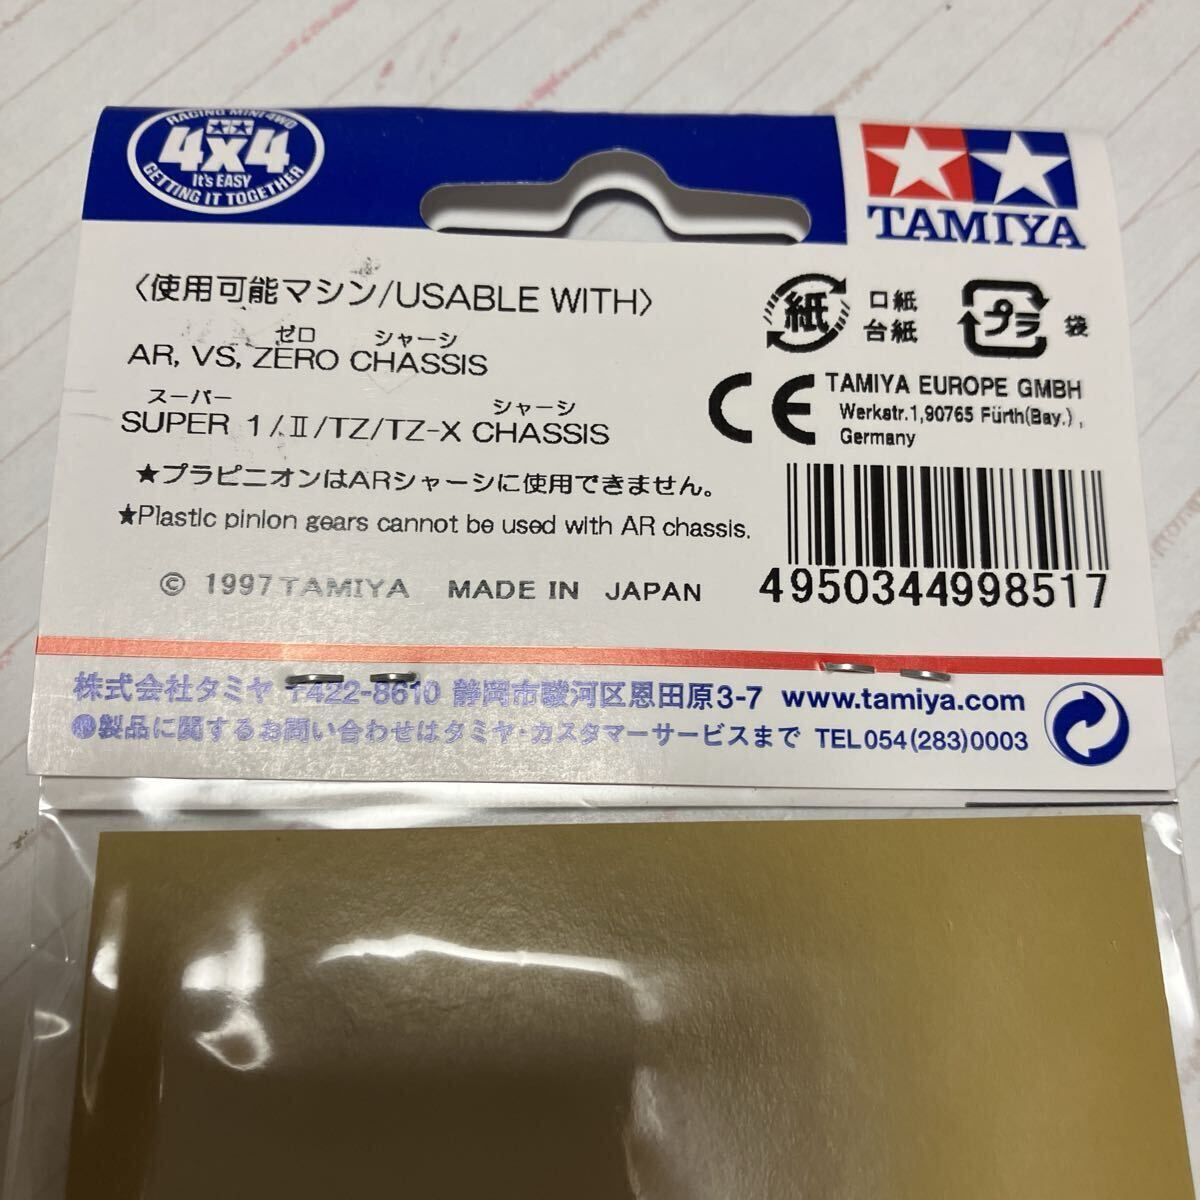 RACING MINI 4WD
4x4
It's EASY
GETTING IT TOGETHER
TAMIYA
〈使用可能マシン/USABLE WITH〉
ゼロ シャーシ
AR, VS, ZERO CHASSIS
スーパー シャーシ
SUPER 1/Ⅱ/TZ/TZ-X CHASSIS
★プラピニオンはARシャーシに使用できません。
★Plastic pinion gears cannot be used with AR chassis.
© 1997 TAMIYA MADE IN JAPAN
紙
口紙
台紙
プラ
袋
CE
TAMIYA EUROPE GMBH
Werkstr.1,90765 Fürth(Bay.),
Germany
4950344998517
株式会社タミヤ 〒422-8610 静岡市駿河区恩田原3-7 www.tamiya.com
製品に関するお問い合わせはタミヤ・カスタマーサービスまで TEL054(283)0003